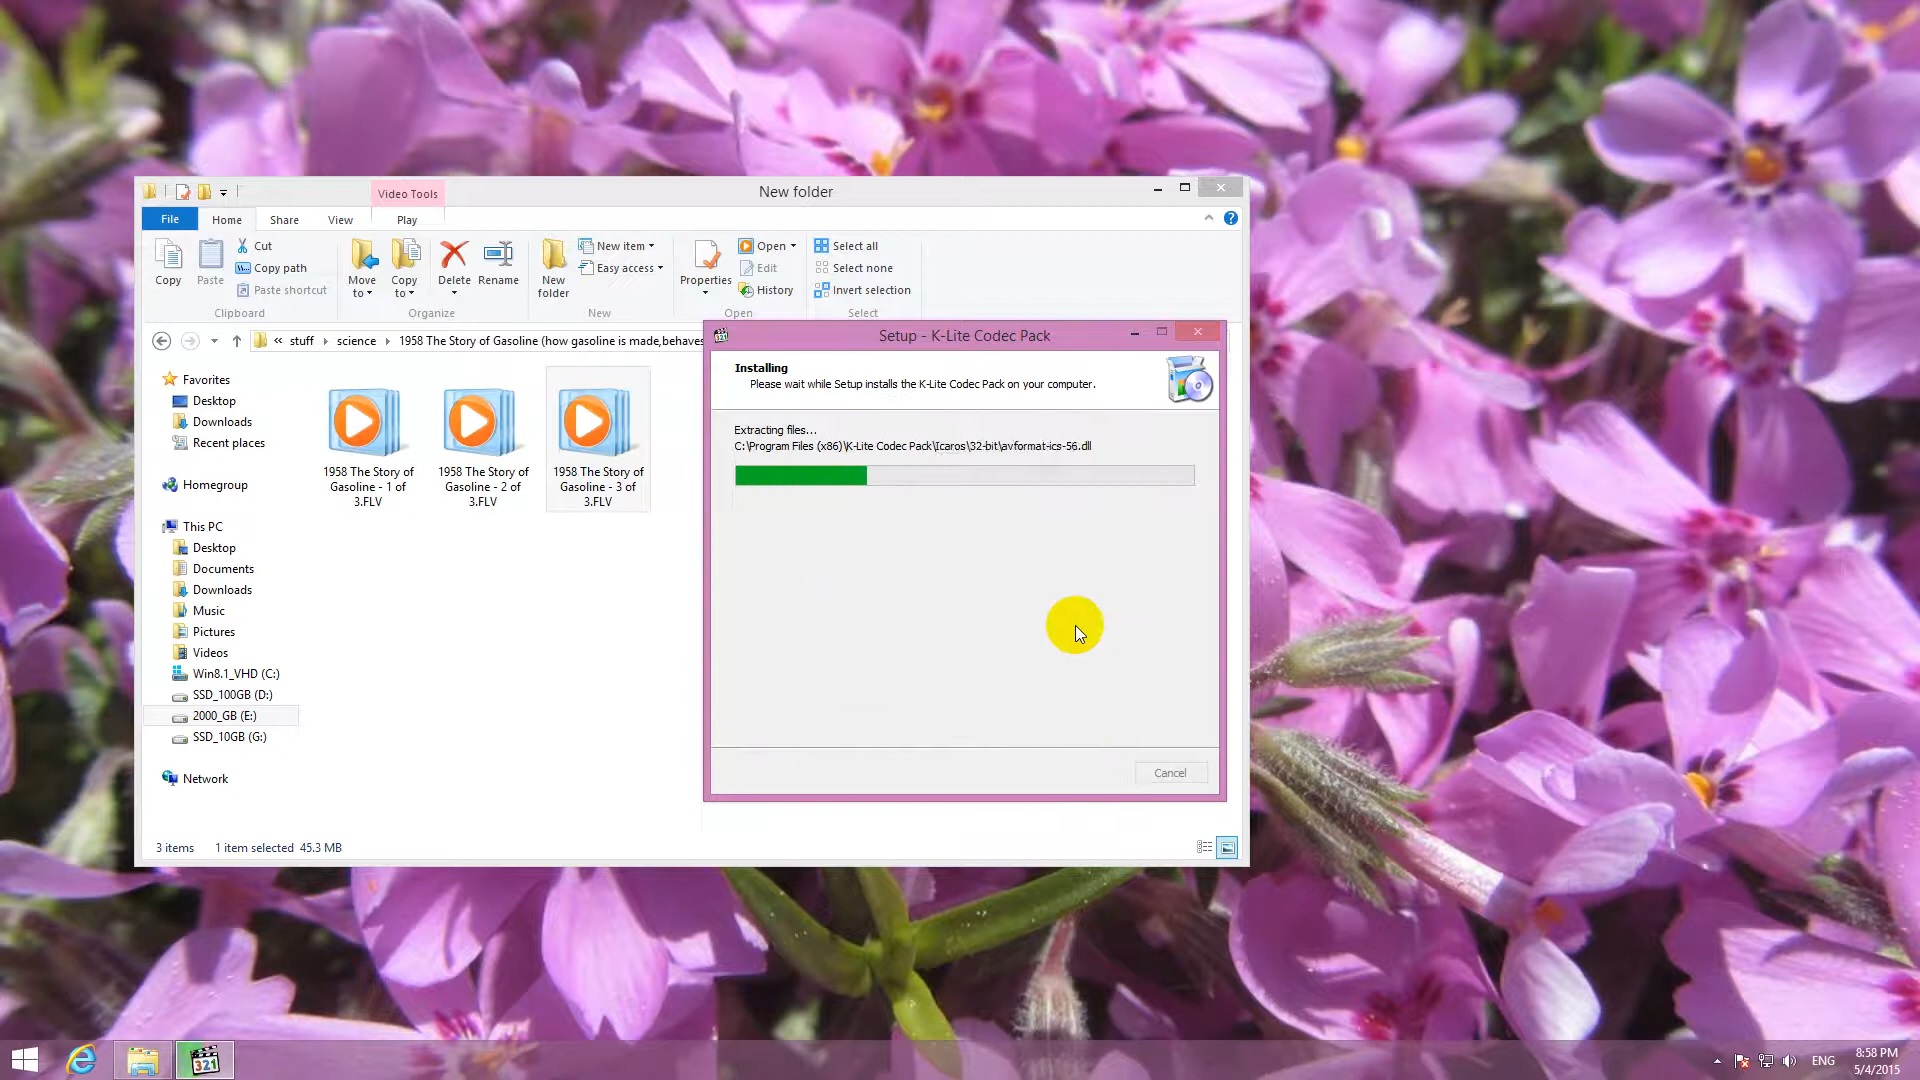 Video Tools
New folder
File
Home
Share
View
Play
Copy
Paste
Cut
Copy path
Paste shortcut
Clipboard
Move to
Copy to
Delete
Rename
Organize
New folder
New item
Easy access
New
Properties
Open
Edit
History
Open
Select all
Select none
Invert selection
Select
« stuff
science
1958 The Story of Gasoline (how gasoline is made,behaves
Favorites
Desktop
Downloads
Recent places
Homegroup
This PC
Desktop
Documents
Downloads
Music
Pictures
Videos
Win8.1_VHD (C:)
SSD_100GB (D:)
2000_GB (E:)
SSD_10GB (G:)
Network
1958 The Story of
Gasoline - 1 of
3.FLV
1958 The Story of
Gasoline - 2 of
3.FLV
1958 The Story of
Gasoline - 3 of
3.FLV
Setup - K-Lite Codec Pack
Installing
Please wait while Setup installs the K-Lite Codec Pack on your computer.
Extracting files...
C:\Program Files (x86)\K-Lite Codec Pack\Icaros\32-bit\avformat-ics-56.dll
Cancel
3 items
1 item selected 45.3 MB
321
ENG
8:58 PM
5/4/2015